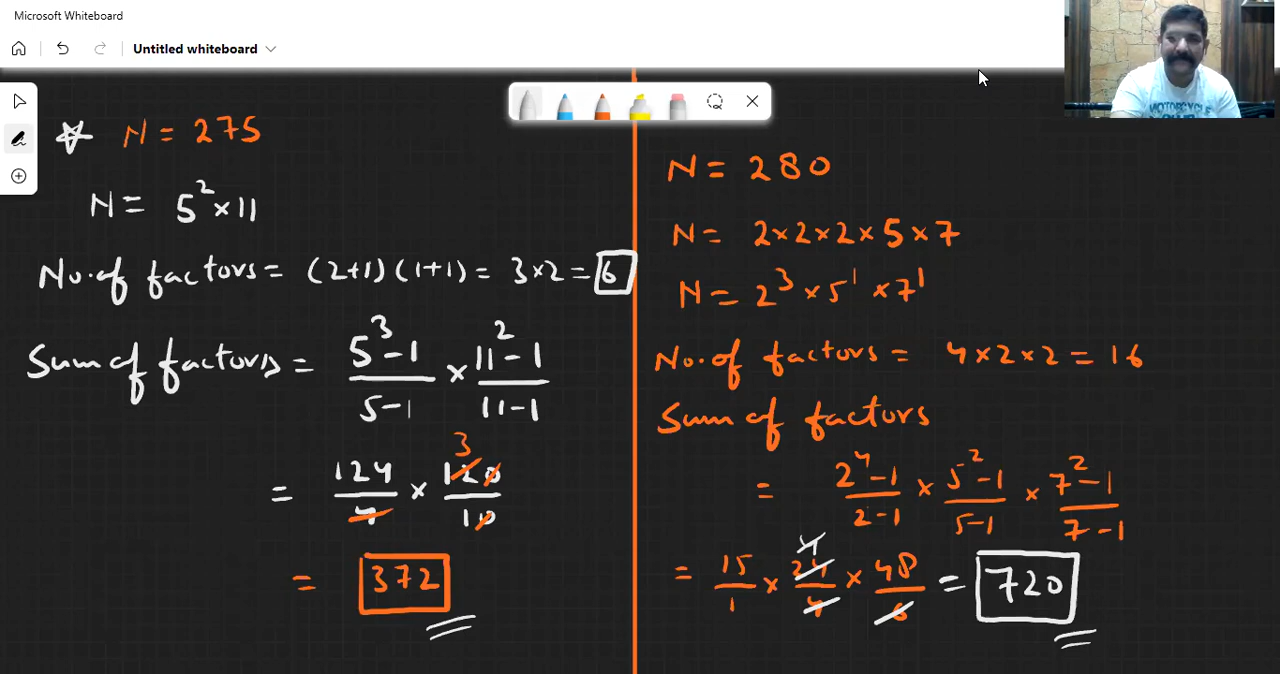 Microsoft Whiteboard
Untitled whiteboard
MOTORCYCLE
☆ N = 275
N = 5² × 11
No. of factors = (2+1) (1+1) = 3 × 2 = 6
Sum of factors = (5³ - 1)/(5 - 1) × (11² - 1)/(11 - 1)
3
= 124/4 × 120/10
= 372
N = 280
N = 2 × 2 × 2 × 5 × 7
N = 2³ × 5¹ × 7¹
No. of factors = 4 × 2 × 2 = 16
Sum of factors
= (2⁴ - 1)/(2 - 1) × (5² - 1)/(5 - 1) × (7² - 1)/(7 - 1)
4
= 15/1 × 24/4 × 48/6 = 720